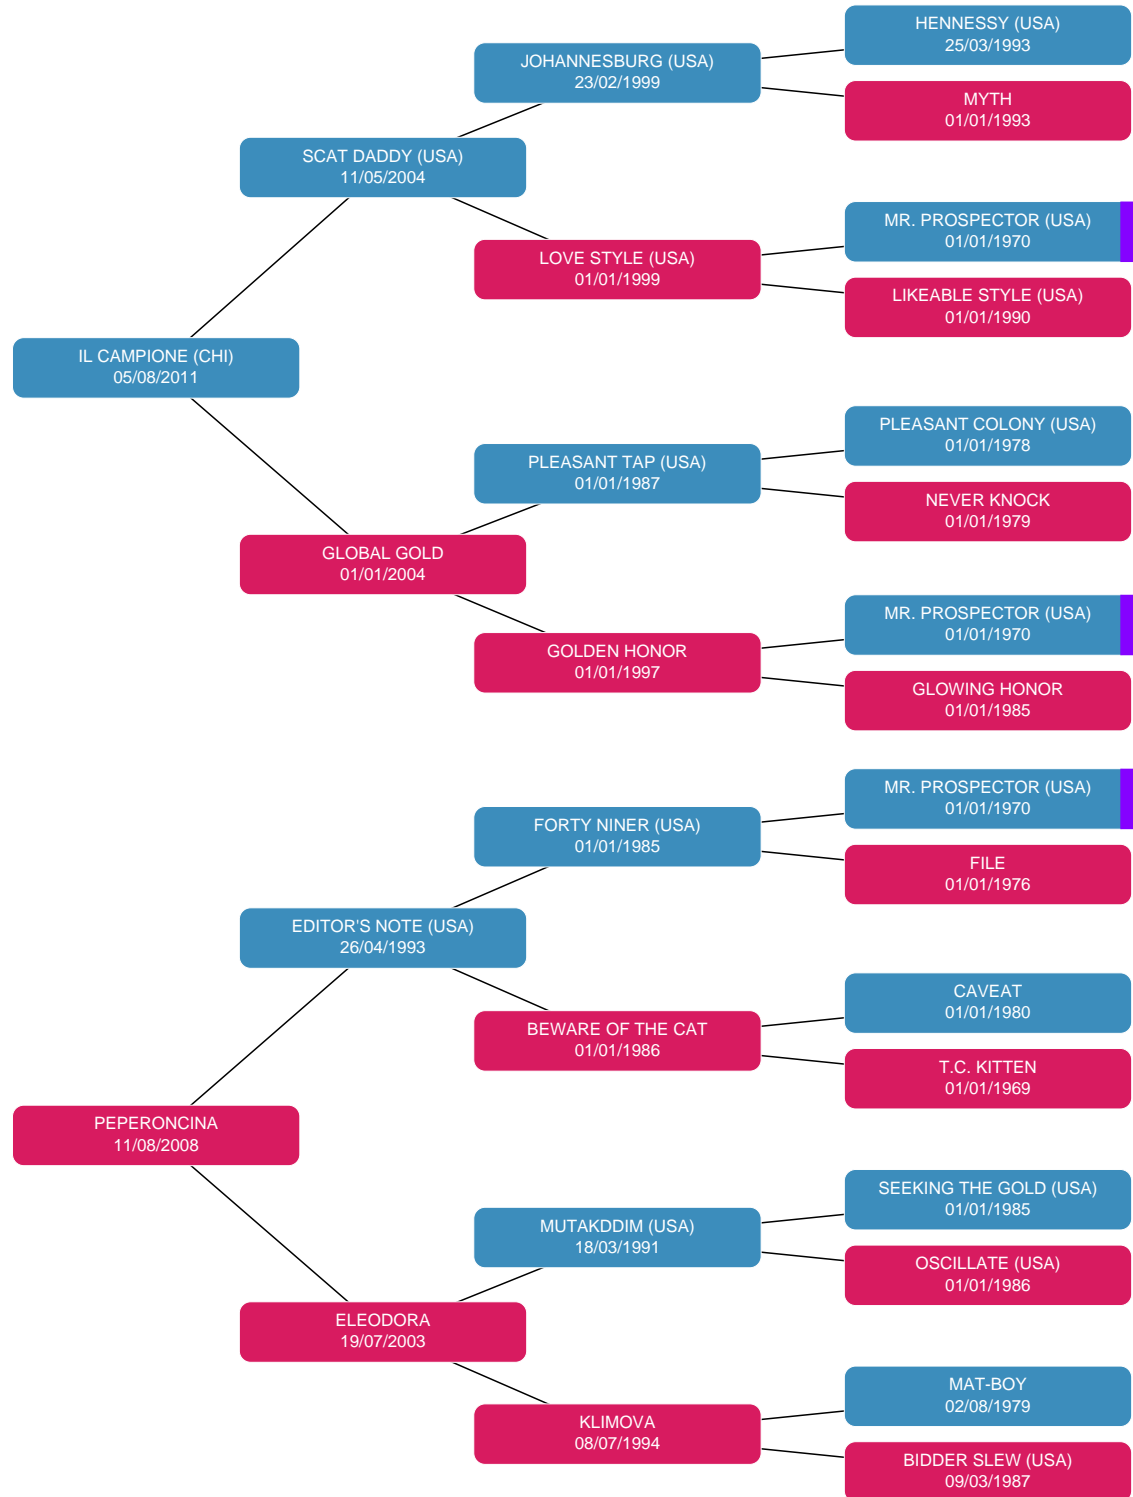 HENNESSY (USA)
25/03/1993
JOHANNESBURG (USA)
23/02/1999
MYTH
01/01/1993
SCAT DADDY (USA)
11/05/2004
MR. PROSPECTOR (USA)
01/01/1970
LOVE STYLE (USA)
01/01/1999
LIKEABLE STYLE (USA)
01/01/1990
IL CAMPIONE (CHI)
05/08/2011
PLEASANT COLONY (USA)
01/01/1978
PLEASANT TAP (USA)
01/01/1987
NEVER KNOCK
01/01/1979
GLOBAL GOLD
01/01/2004
MR. PROSPECTOR (USA)
01/01/1970
GOLDEN HONOR
01/01/1997
GLOWING HONOR
01/01/1985
MR. PROSPECTOR (USA)
01/01/1970
FORTY NINER (USA)
01/01/1985
FILE
01/01/1976
EDITOR'S NOTE (USA)
26/04/1993
CAVEAT
01/01/1980
BEWARE OF THE CAT
01/01/1986
T.C. KITTEN
01/01/1969
PEPERONCINA
11/08/2008
SEEKING THE GOLD (USA)
01/01/1985
MUTAKDDIM (USA)
18/03/1991
OSCILLATE (USA)
01/01/1986
ELEODORA
19/07/2003
MAT-BOY
02/08/1979
KLIMOVA
08/07/1994
BIDDER SLEW (USA)
09/03/1987